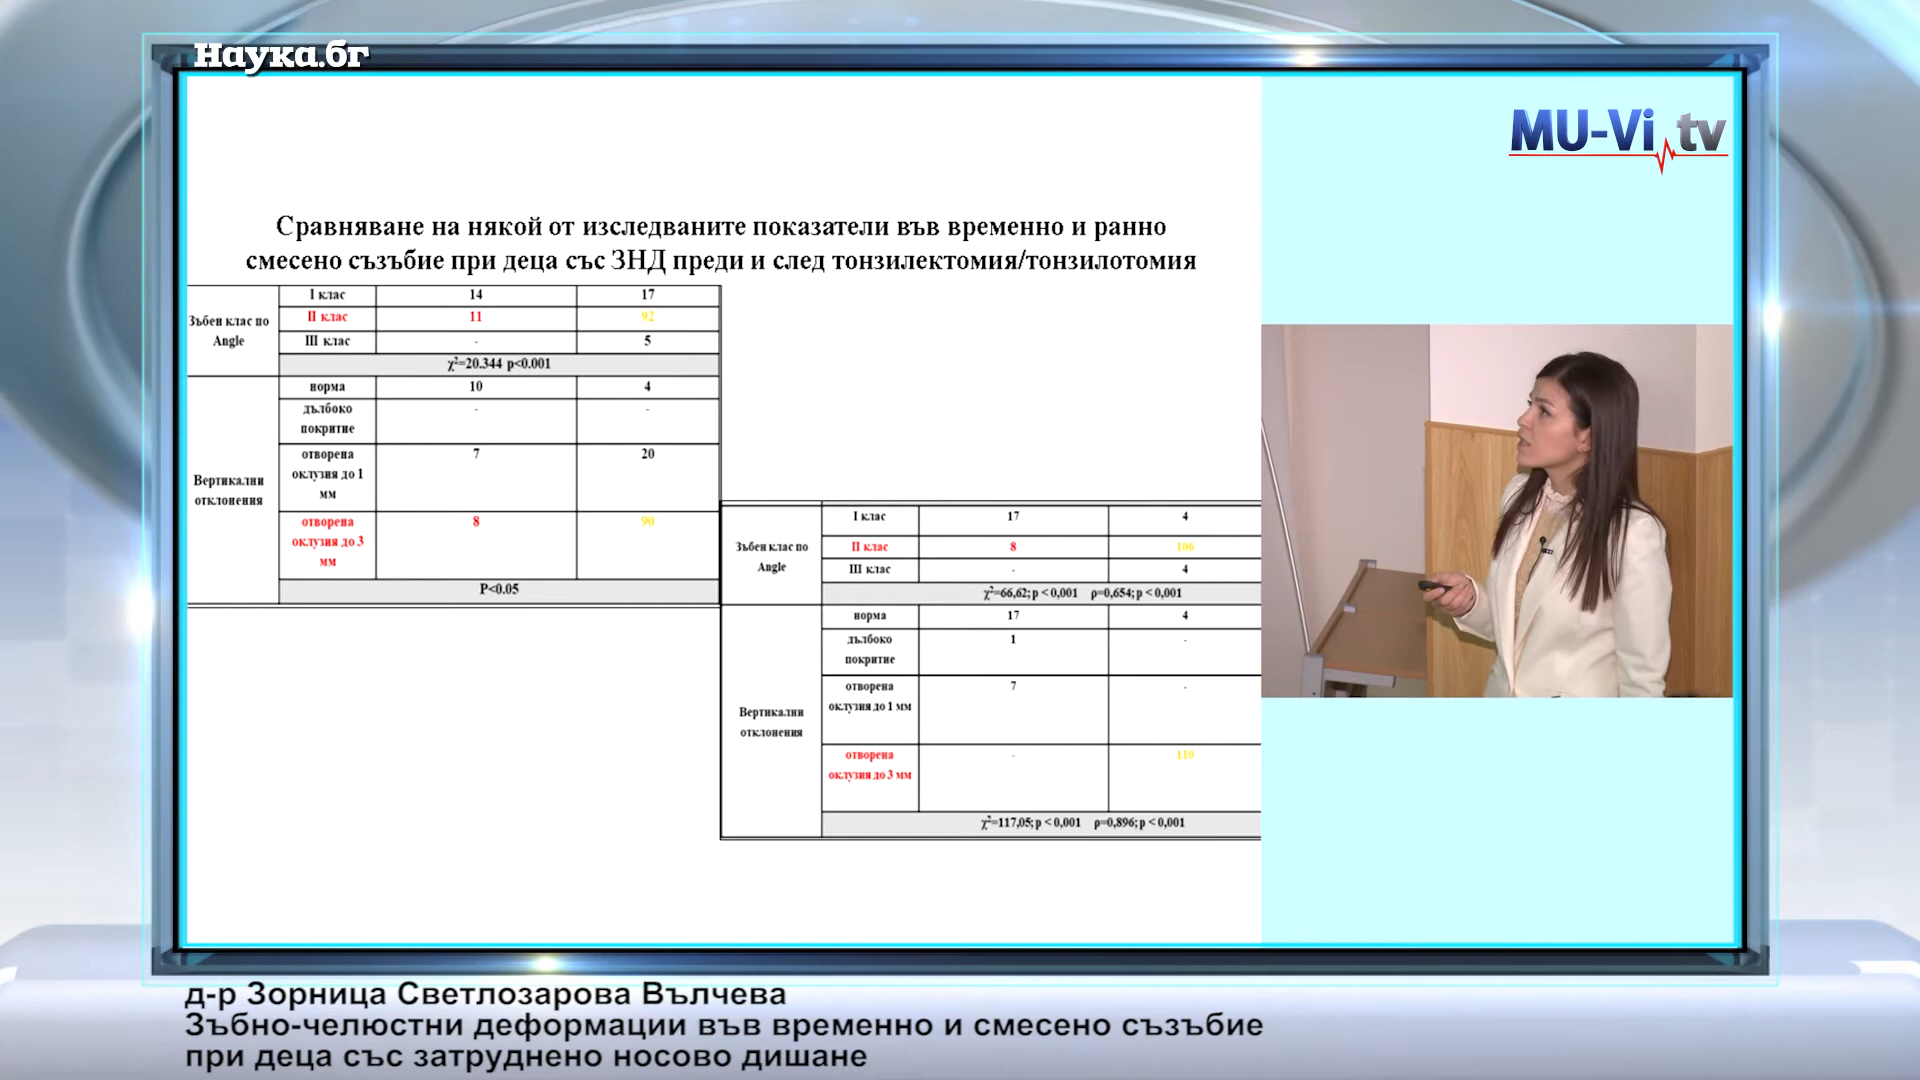 Наука.бг
MU-Vi tv
Сравняване на някой от изследваните показатели във временно и ранно
смесено съзъбие при деца със ЗНД преди и след тонзилектомия/тонзилотомия
Зъбен клас по
Angle
I клас 14 17
II клас 11 92
III клас - 5
χ²=20.344 p<0.001
Вертикални
отклонения
норма 10 4
дълбоко
покритие - -
отворена
оклузия до 1
мм 7 20
отворена
оклузия до 3
мм 8 90
P<0.05
Зъбен клас по
Angle
I клас 17 4
II клас 8 106
III клас - 4
χ²=66,62; p < 0,001 ρ=0,654; p < 0,001
Вертикални
отклонения
норма 17 4
дълбоко
покритие 1 -
отворена
оклузия до 1 мм 7 -
отворена
оклузия до 3 мм - 110
χ²=117,05; p < 0,001 ρ=0,896; p < 0,001
д-р Зорница Светлозарова Вълчева
Зъбно-челюстни деформации във временно и смесено съзъбие
при деца със затруднено носово дишане